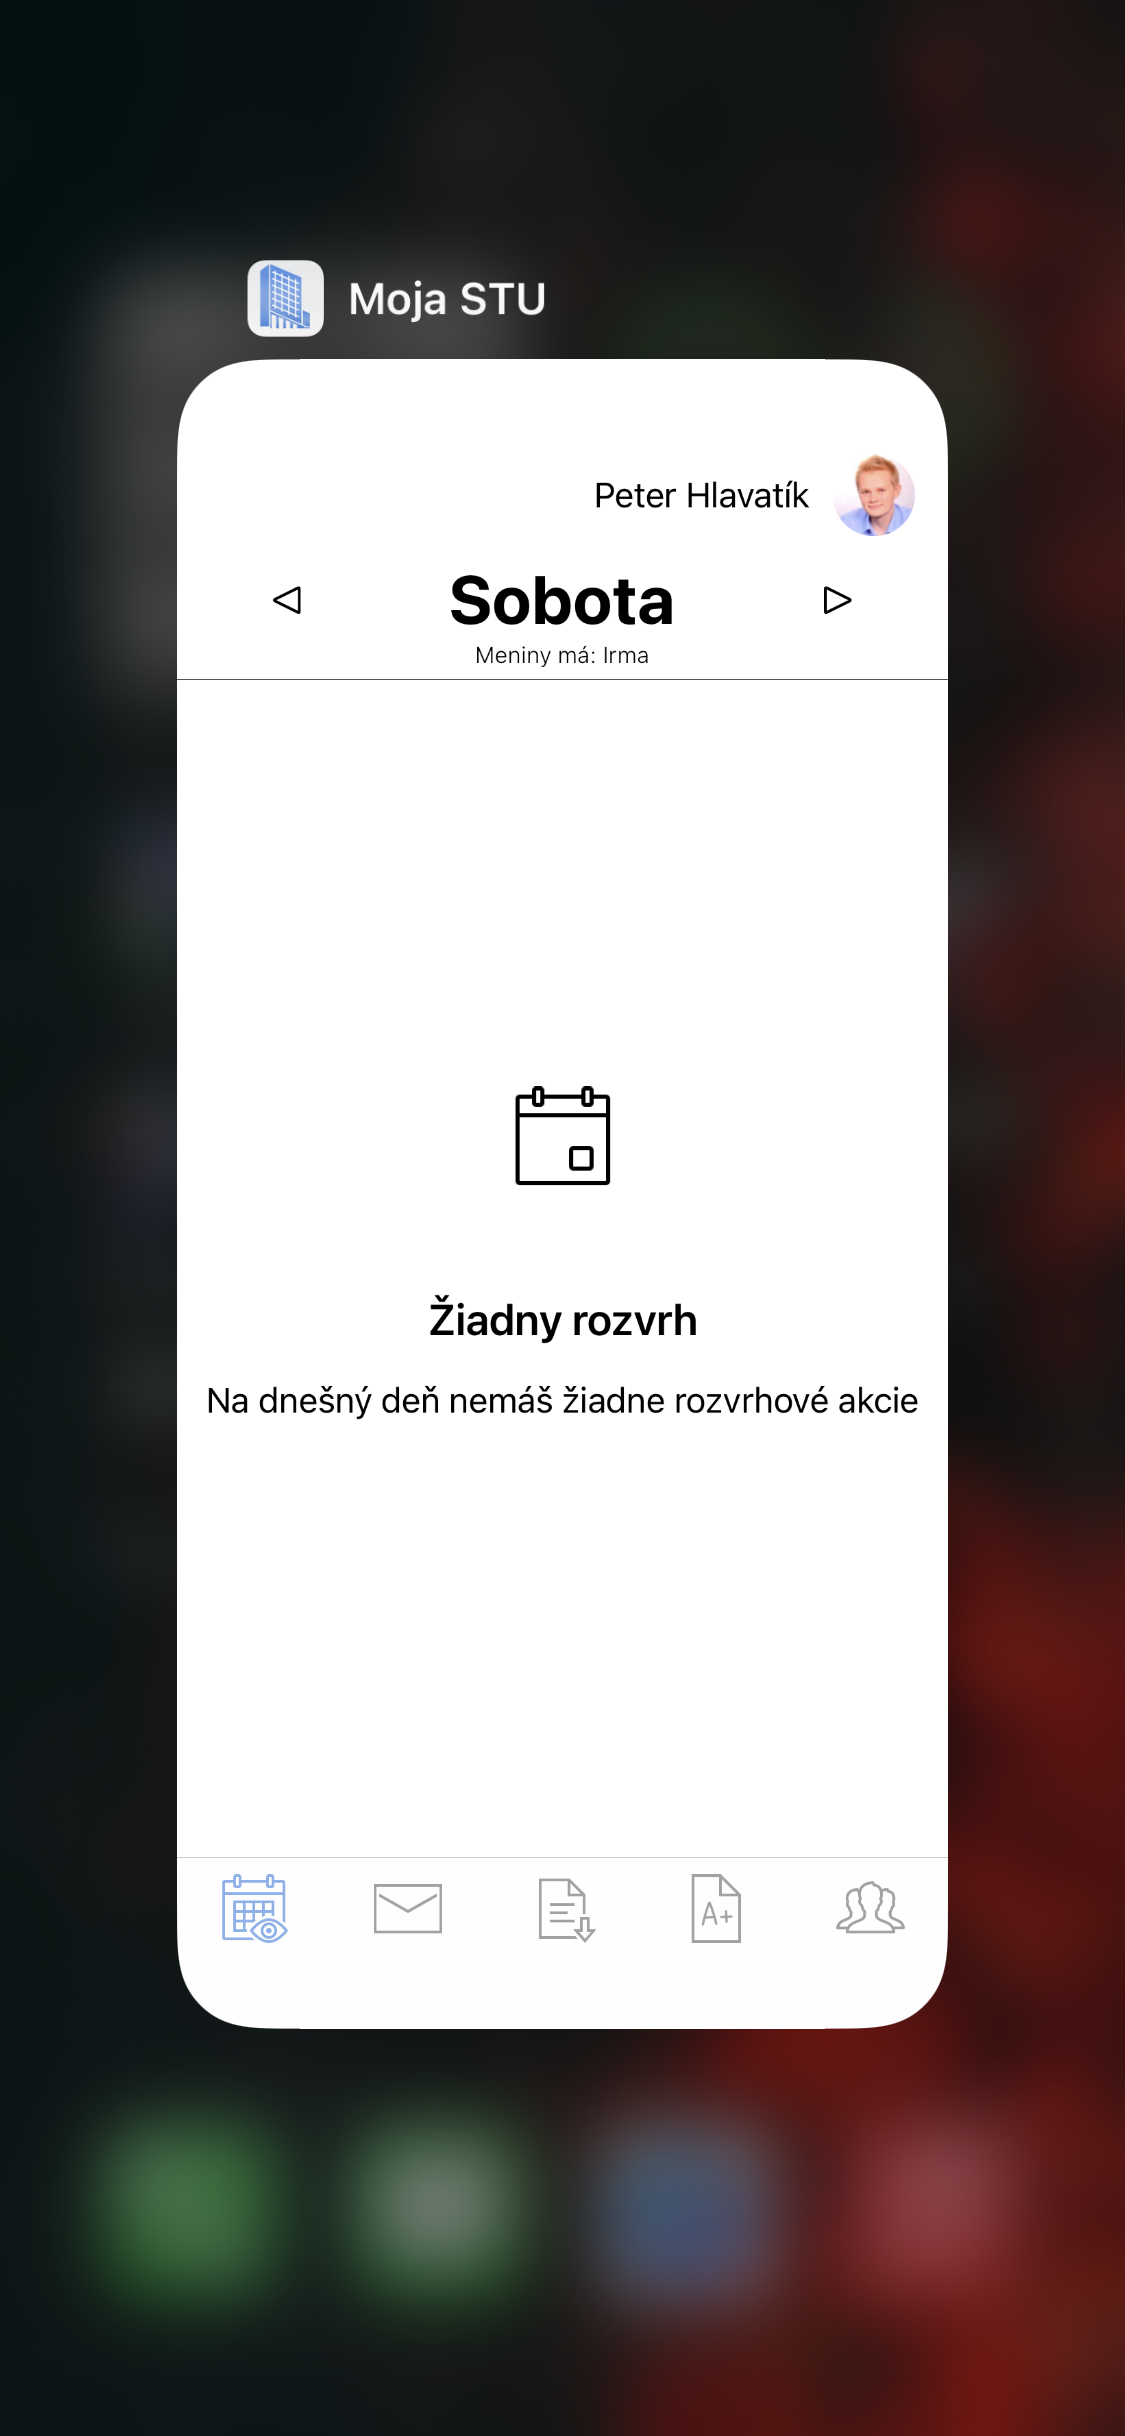 Moja STU
Peter Hlavatík
Sobota
Meniny má: Irma
Žiadny rozvrh
Na dnešný deň nemáš žiadne rozvrhové akcie
A+